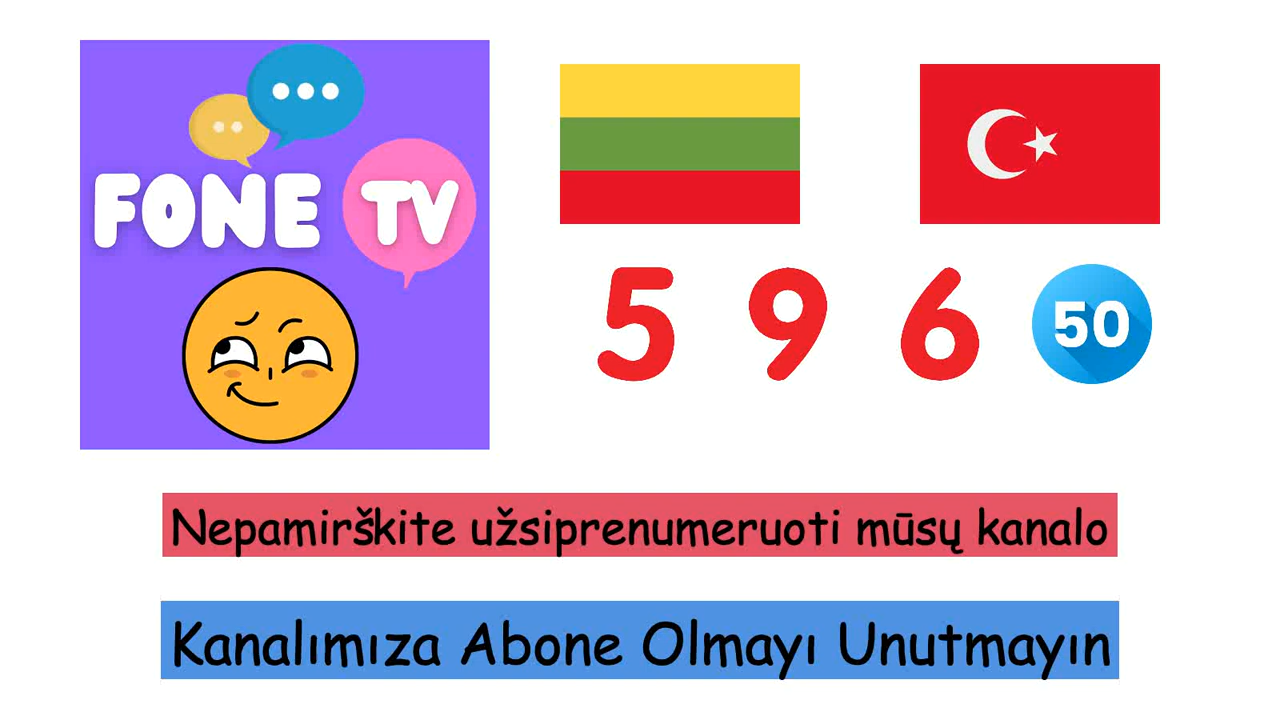 FONE TV
5 9 6 50
Nepamirškite užsiprenumeruoti mūsų kanalo
Kanalımıza Abone Olmayı Unutmayın